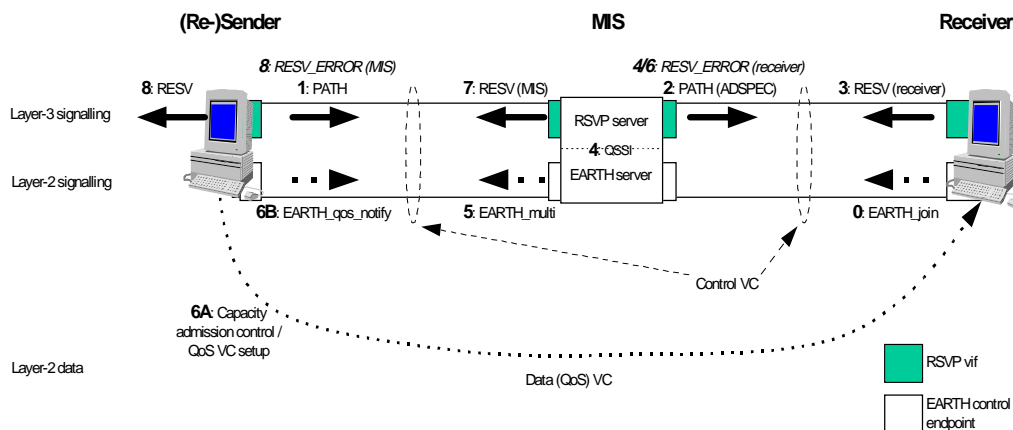 (Re-)Sender
MIS
Receiver
8: RESV_ERROR (MIS)
4/6: RESV_ERROR (receiver)
8: RESV
1: PATH
7: RESV (MIS)
2: PATH (ADSPEC)
3: RESV (receiver)
Layer-3 signalling
RSVP server
4: QSSI
EARTH server
Layer-2 signalling
6B: EARTH_qos_notify
5: EARTH_multi
0: EARTH_join
Control VC
6A: Capacity
admission control /
QoS VC setup
Layer-2 data
Data (QoS) VC
RSVP vif
EARTH control
endpoint